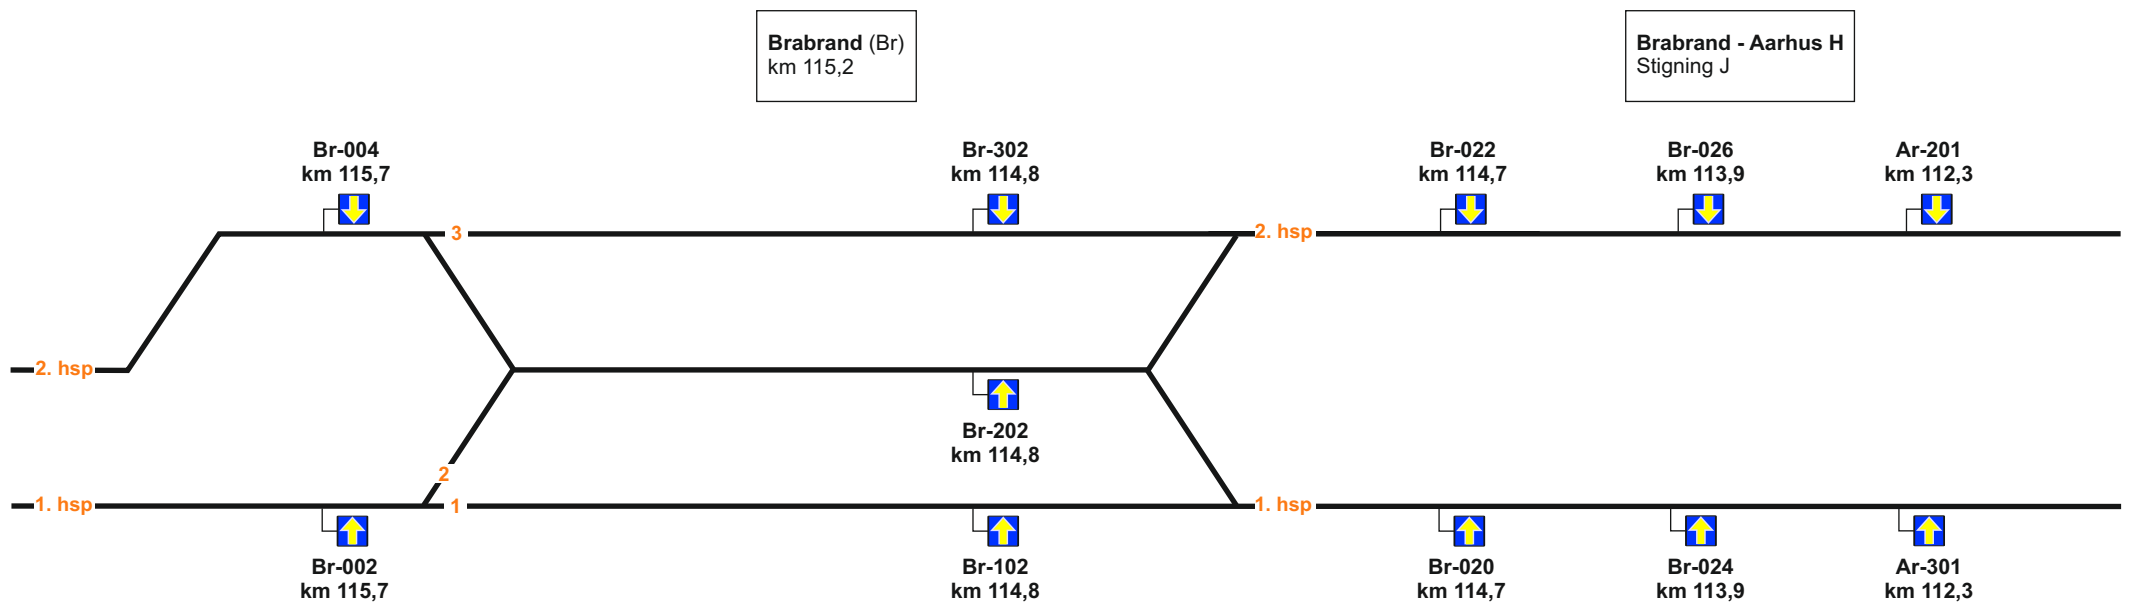 Brabrand (Br)
km 115,2
Brabrand - Aarhus H
Stigning J
Br-004
km 115,7
Br-302
km 114,8
Br-022
km 114,7
Br-026
km 113,9
Ar-201
km 112,3
3
2. hsp
2. hsp
Br-202
km 114,8
2
1. hsp
1
1. hsp
Br-002
km 115,7
Br-102
km 114,8
Br-020
km 114,7
Br-024
km 113,9
Ar-301
km 112,3